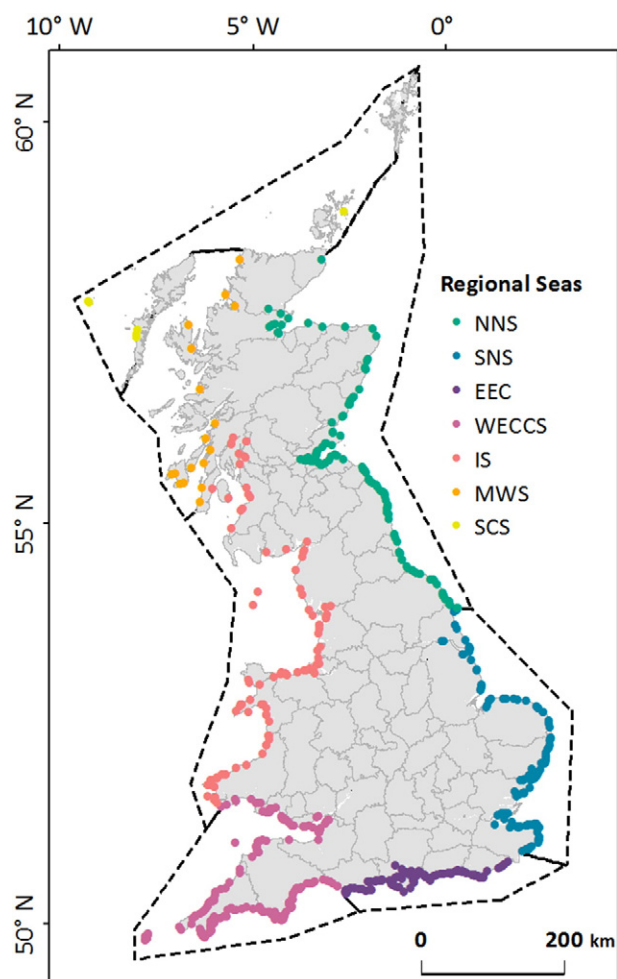 10° W 5° W 0°
60° N
Regional Seas
NNS
SNS
EEC
WECCS
IS
MWS
SCS
55° N
50° N
0 200 km